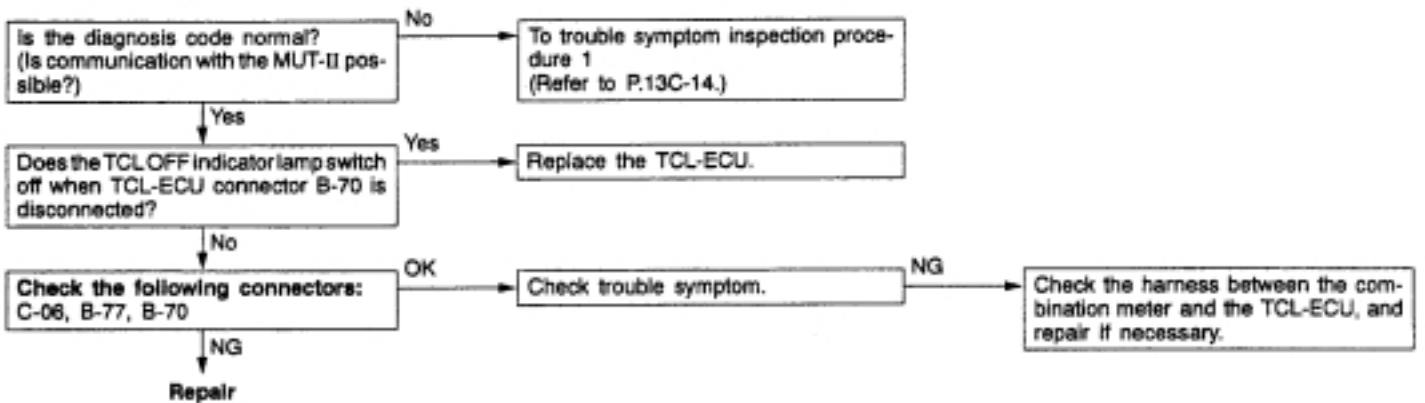 Is the diagnosis code normal?
(Is communication with the MUT-II pos-
sible?)
No
To trouble symptom inspection proce-
dure 1
(Refer to P.13C-14.)
Yes
Does the TCL OFF indicator lamp switch
off when TCL-ECU connector B-70 is
disconnected?
Yes
Replace the TCL-ECU.
No
Check the following connectors:
C-06, B-77, B-70
OK
Check trouble symptom.
NG
Check the harness between the com-
bination meter and the TCL-ECU, and
repair if necessary.
NG
Repair